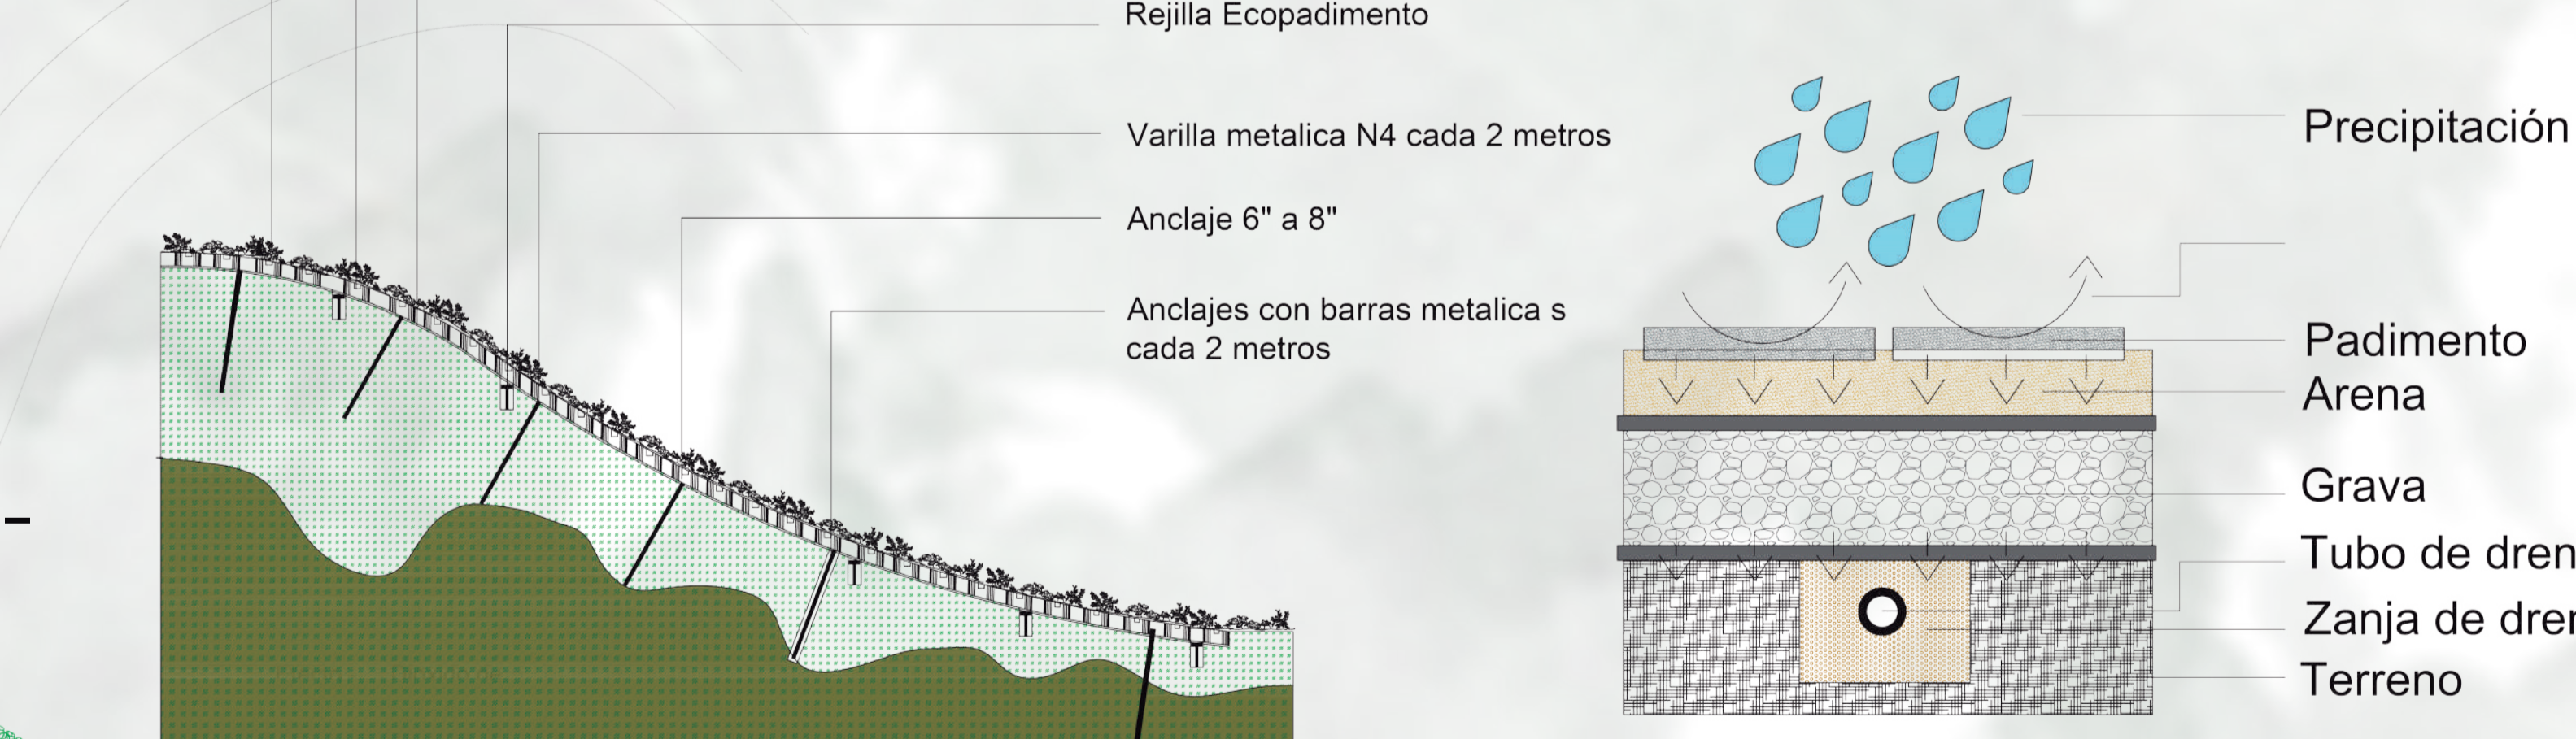 Rejilla Ecopadimento
Varilla metalica N4 cada 2 metros
Anclaje 6" a 8"
Anclajes con barras metalica s
cada 2 metros
Precipitación
Padimento
Arena
Grava
Tubo de dren
Zanja de dren
Terreno